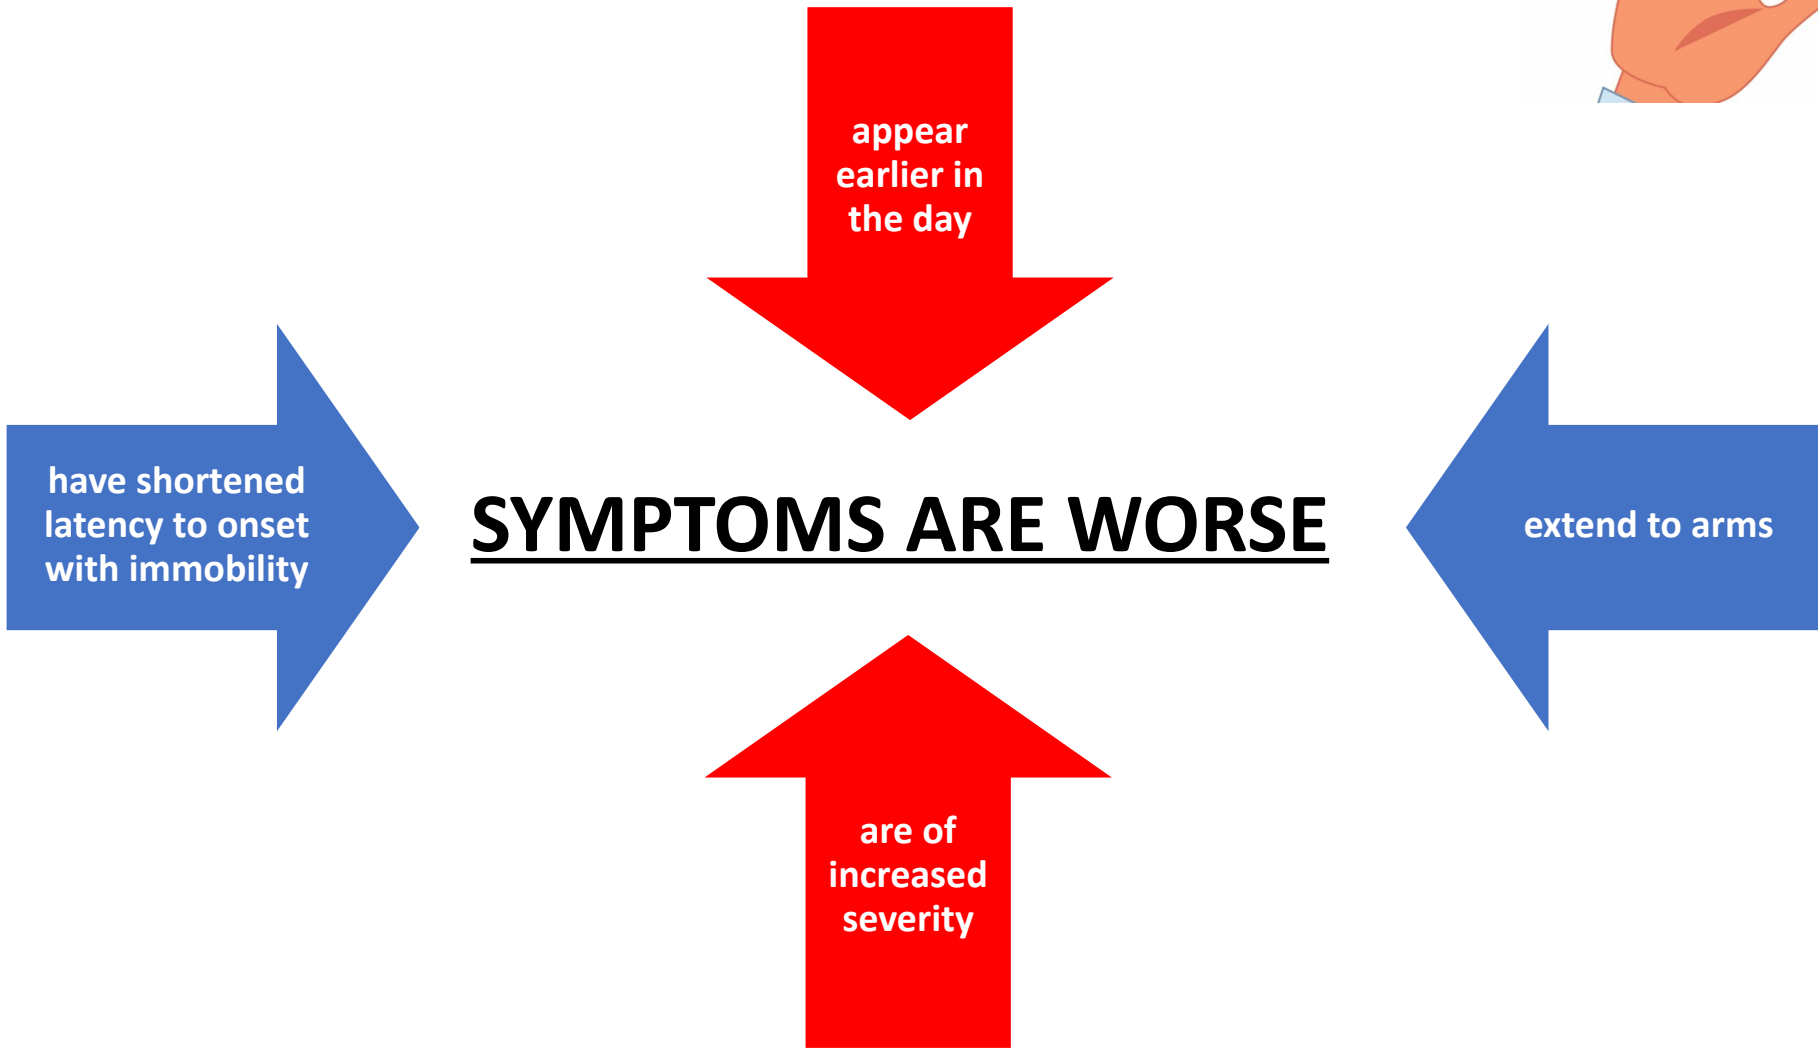 appear
earlier in
the day
have shortened
latency to onset
with immobility
SYMPTOMS ARE WORSE
extend to arms
are of
increased
severity